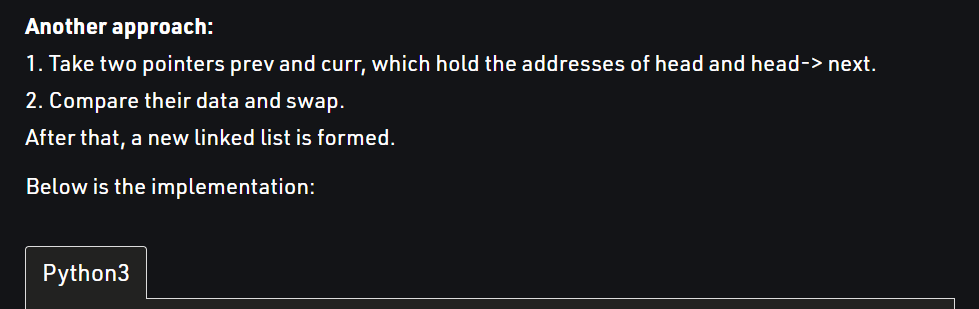 Another approach:
1. Take two pointers prev and curr, which hold the addresses of head and head-> next.
2. Compare their data and swap.
After that, a new linked list is formed.
Below is the implementation:
Python3